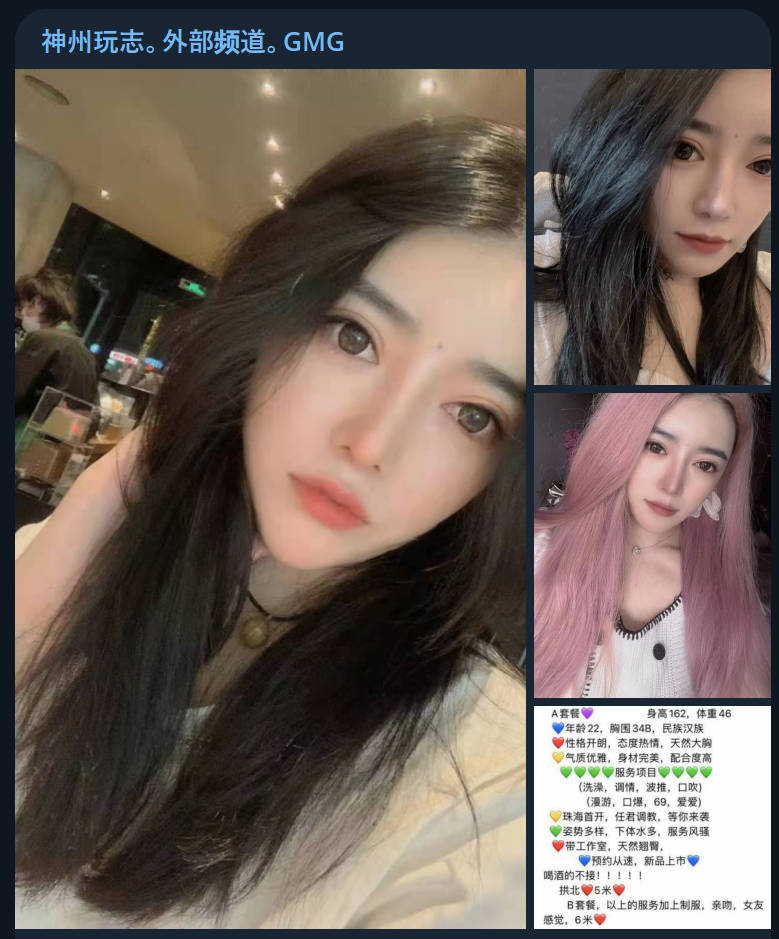 神州玩志。外部频道。GMG
A套餐💜 身高162，体重46
💙年龄22，胸围34B，民族汉族
❤️性格开朗，态度热情，天然大胸
💛气质优雅，身材完美，配合度高
💚💚💚💚服务项目💚💚💚💚
(洗澡，调情，波推，口吹)
(漫游，口爆，69，爱爱)
💛珠海首开，任君调教，等你来袭
💚姿势多样，下体水多，服务风骚
❤️带工作室，天然翘臀，
💙预约从速，新品上市💙
喝酒的不接！！！！！
拱北❤️5米❤️
B套餐，以上的服务加上制服，亲吻，女友
感觉，6米❤️